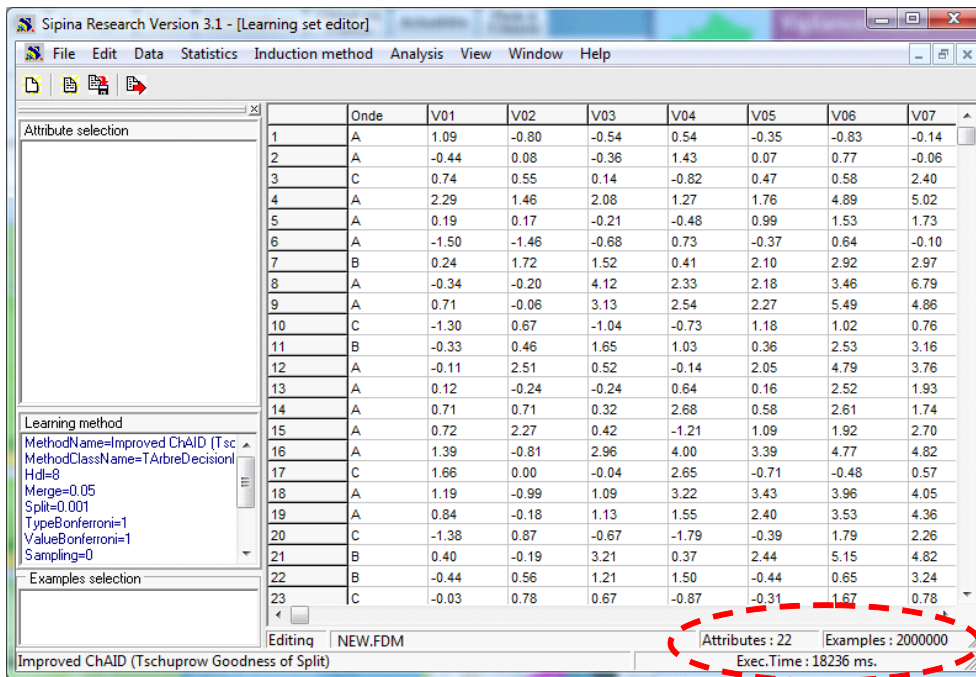 Sipina Research Version 3.1 - [Learning set editor]
File Edit Data Statistics Induction method Analysis View Window Help
Attribute selection
Onde V01 V02 V03 V04 V05 V06 V07
1 A 1.09 -0.80 -0.54 0.54 -0.35 -0.83 -0.14
2 A -0.44 0.08 -0.36 1.43 0.07 0.77 -0.06
3 C 0.74 0.55 0.14 -0.82 0.47 0.58 2.40
4 A 2.29 1.46 2.08 1.27 1.76 4.89 5.02
5 A 0.19 0.17 -0.21 -0.48 0.99 1.53 1.73
6 A -1.50 -1.46 -0.68 0.73 -0.37 0.64 -0.10
7 B 0.24 1.72 1.52 0.41 2.10 2.92 2.97
8 A -0.34 -0.20 4.12 2.33 2.18 3.46 6.79
9 A 0.71 -0.06 3.13 2.54 2.27 5.49 4.86
10 C -1.30 0.67 -1.04 -0.73 1.18 1.02 0.76
11 B -0.33 0.46 1.65 1.03 0.36 2.53 3.16
12 A -0.11 2.51 0.52 -0.14 2.05 4.79 3.76
13 A 0.12 -0.24 -0.24 0.64 0.16 2.52 1.93
14 A 0.71 0.71 0.32 2.68 0.58 2.61 1.74
15 A 0.72 2.27 0.42 -1.21 1.09 1.92 2.70
16 A 1.39 -0.81 2.96 4.00 3.39 4.77 4.82
17 C 1.66 0.00 -0.04 2.65 -0.71 -0.48 0.57
18 A 1.19 -0.99 1.09 3.22 3.43 3.96 4.05
19 A 0.84 -0.18 1.13 1.55 2.40 3.53 4.36
20 C -1.38 0.87 -0.67 -1.79 -0.39 1.79 2.26
21 B 0.40 -0.19 3.21 0.37 2.44 5.15 4.82
22 B -0.44 0.56 1.21 1.50 -0.44 0.65 3.24
23 C -0.03 0.78 0.67 -0.87 -0.31 1.67 0.78
Learning method
MethodName=Improved ChAID (Tsc
MethodClassName=TArbreDecisionI
Hdl=8
Merge=0.05
Split=0.001
TypeBonferroni=1
ValueBonferroni=1
Sampling=0
Examples selection
Editing NEW.FDM Attributes : 22 Examples : 2000000
Improved ChAID (Tschuprow Goodness of Split) Exec.Time : 18236 ms.